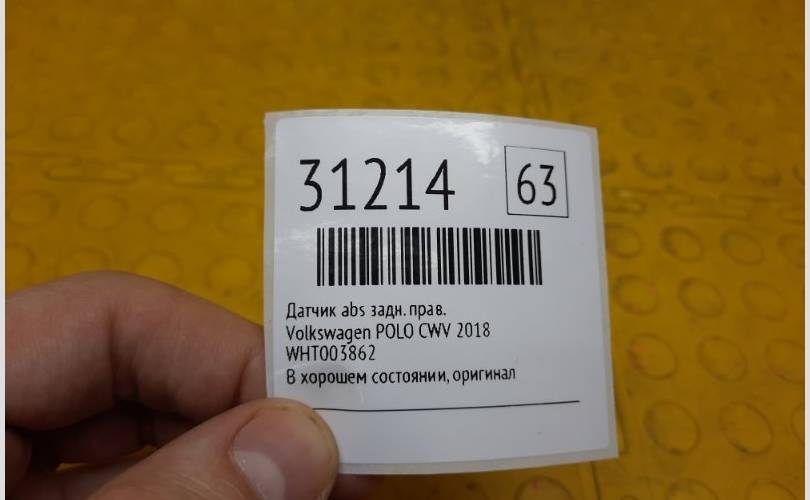 31214 63
Датчик abs задн. прав.
Volkswagen POLO CWV 2018
WHT003862
В хорошем состоянии, оригинал